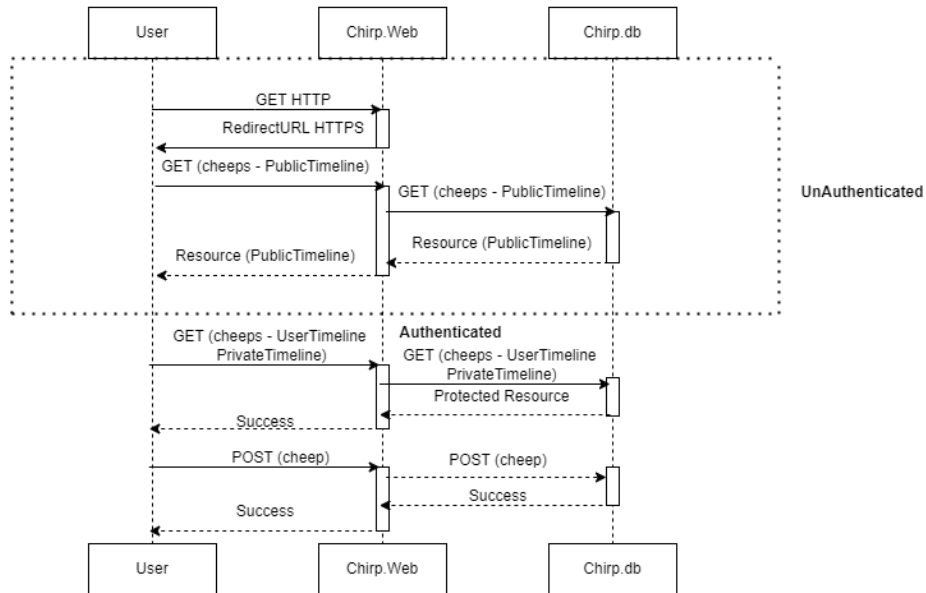 User
Chirp.Web
Chirp.db
GET HTTP
RedirectURL HTTPS
GET (cheeps - PublicTimeline)
GET (cheeps - PublicTimeline)
UnAuthenticated
Resource (PublicTimeline)
Resource (PublicTimeline)
Authenticated
GET (cheeps - UserTimeline
PrivateTimeline)
GET (cheeps - UserTimeline
PrivateTimeline)
Protected Resource
Success
POST (cheep)
POST (cheep)
Success
Success
User
Chirp.Web
Chirp.db